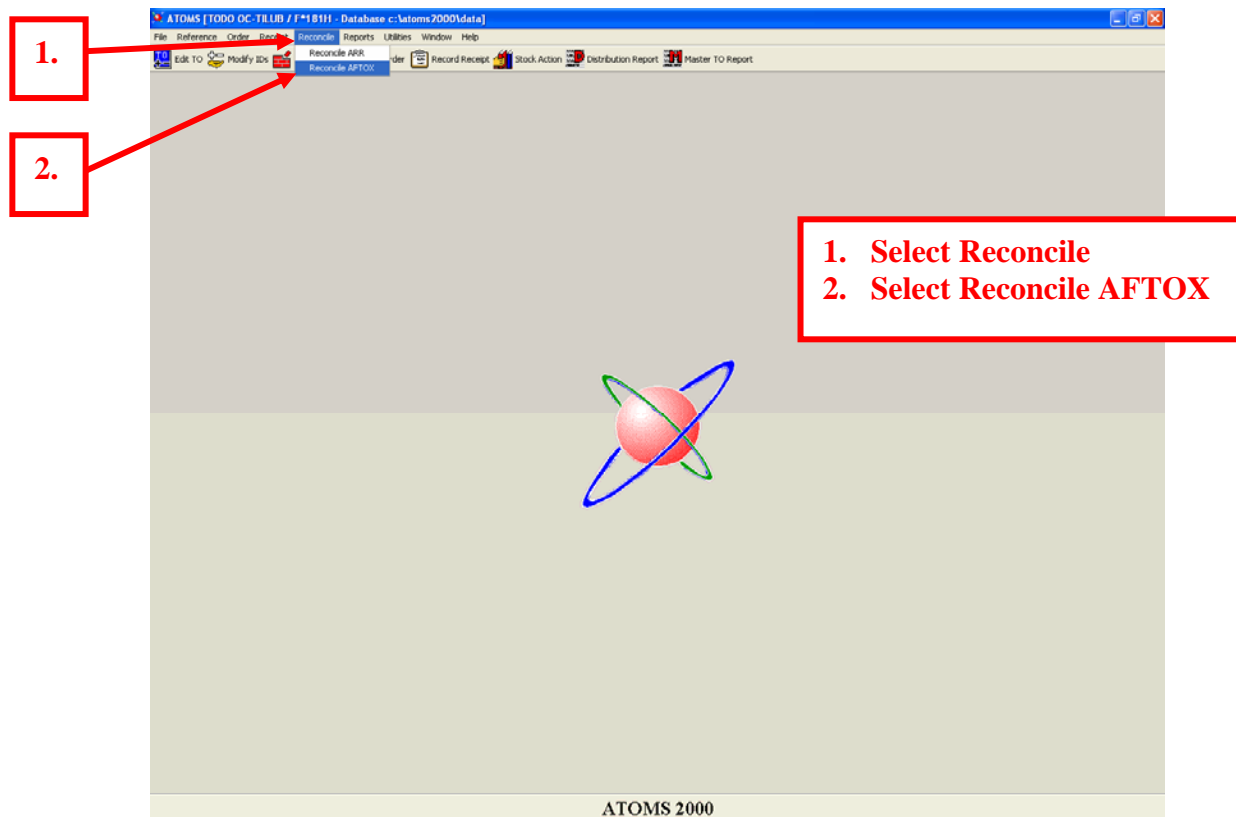 ATOMS [TODO OC-TILUB / F*181H - Database c:\atoms2000\data]
File Reference Order Receipt Reconcile Reports Utilities Window Help
1.
Reconcile ARR
Edit TO Modify IDs der Record Receipt Stock Action Distribution Report Master TO Report
Reconcile AFTOX
2.
1. Select Reconcile
2. Select Reconcile AFTOX
ATOMS 2000